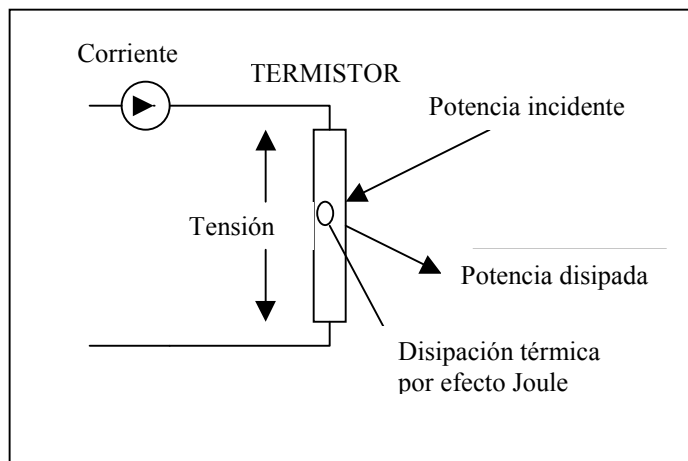 Corriente
TERMISTOR
Potencia incidente
Tensión
Potencia disipada
Disipación térmica
por efecto Joule